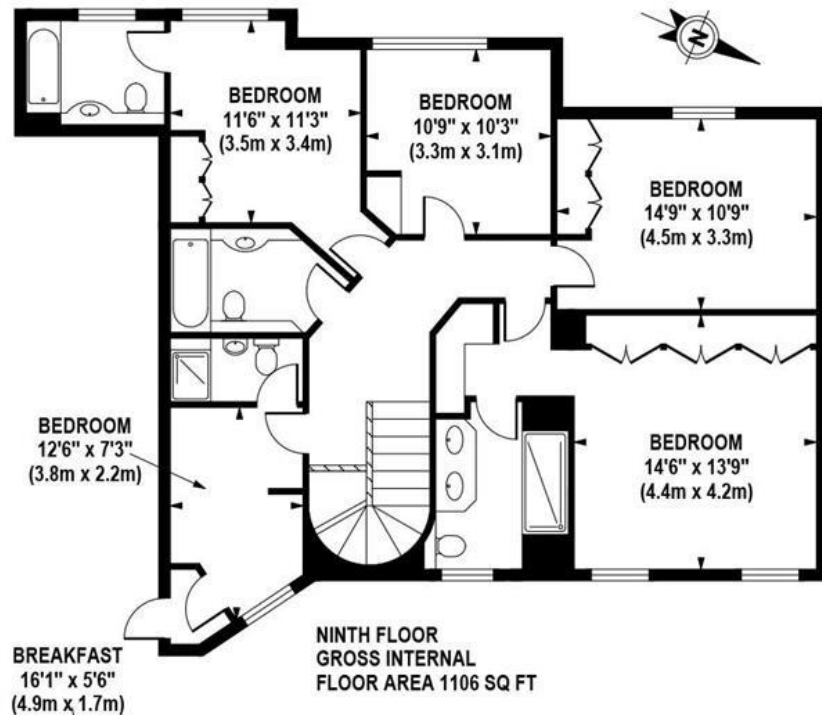 N
BEDROOM
11'6" x 11'3"
(3.5m x 3.4m)
BEDROOM
10'9" x 10'3"
(3.3m x 3.1m)
BEDROOM
14'9" x 10'9"
(4.5m x 3.3m)
BEDROOM
12'6" x 7'3"
(3.8m x 2.2m)
BEDROOM
14'6" x 13'9"
(4.4m x 4.2m)
BREAKFAST
16'1" x 5'6"
(4.9m x 1.7m)
NINTH FLOOR
GROSS INTERNAL
FLOOR AREA 1106 SQ FT